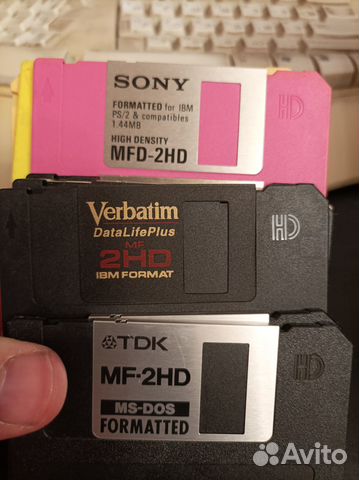 SONY
FORMATTED for IBM
PS/2 & compatibles
1.44MB
HIGH DENSITY
MFD-2HD
HD
Verbatim
DataLifePlus
MF
2HD
IBM FORMAT
HD
TDK
MF-2HD
MS-DOS
FORMATTED
HD
Avito